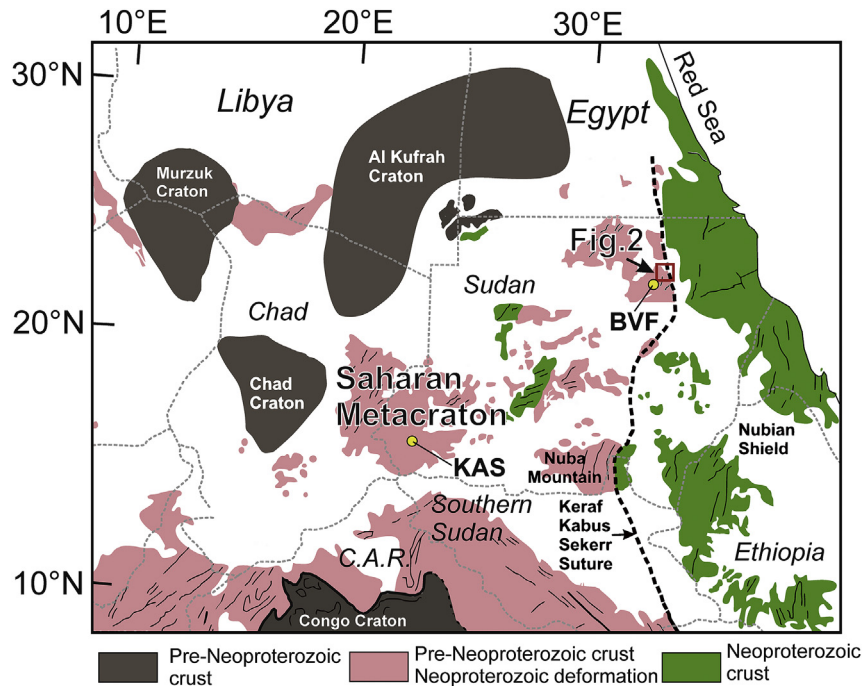 10°E
20°E
30°E
30°N
20°N
10°N
Libya
Egypt
Red Sea
Murzuk
Craton
Al Kufrah
Craton
Fig.2
Sudan
Chad
BVF
Chad
Craton
Saharan
Metacraton
KAS
Nuba
Mountain
Nubian
Shield
Southern
Sudan
Keraf
Kabus
Sekerr
Suture
C.A.R.
Ethiopia
Congo Craton
Pre-Neoproterozoic
crust
Pre-Neoproterozoic crust
Neoproterozoic deformation
Neoproterozoic
crust